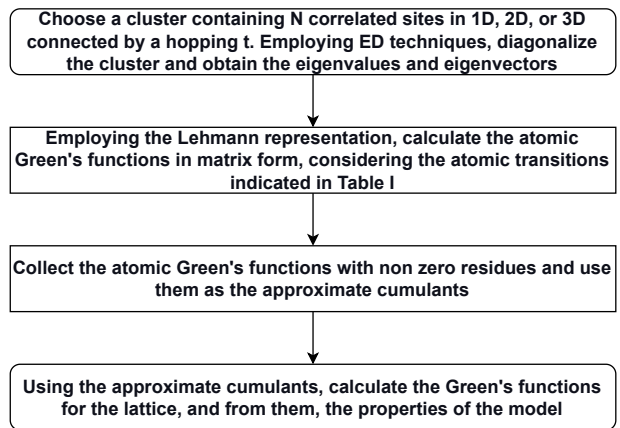 Choose a cluster containing N correlated sites in 1D, 2D, or 3D
connected by a hopping t. Employing ED techniques, diagonalize
the cluster and obtain the eigenvalues and eigenvectors
Employing the Lehmann representation, calculate the atomic
Green's functions in matrix form, considering the atomic transitions
indicated in Table I
Collect the atomic Green's functions with non zero residues and use
them as the approximate cumulants
Using the approximate cumulants, calculate the Green's functions
for the lattice, and from them, the properties of the model